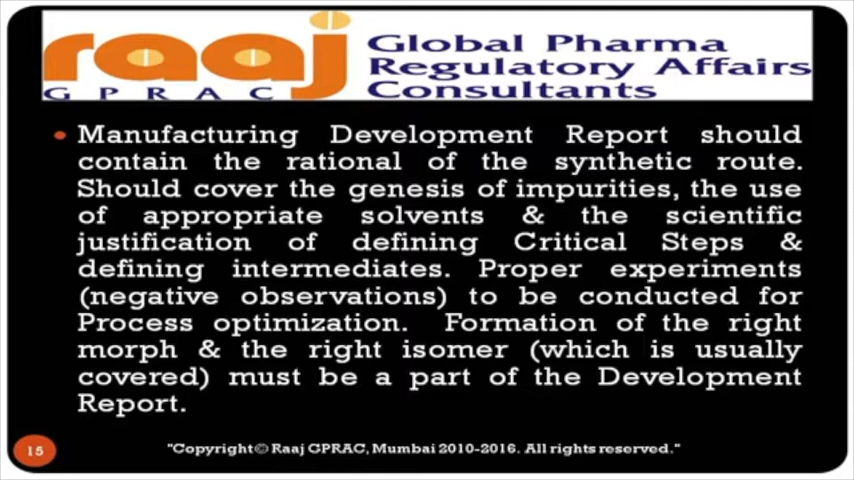 raaj
GPRAC
Global Pharma
Regulatory Affairs
Consultants
• Manufacturing Development Report should
contain the rational of the synthetic route.
Should cover the genesis of impurities, the use
of appropriate solvents & the scientific
justification of defining Critical Steps &
defining intermediates. Proper experiments
(negative observations) to be conducted for
Process optimization. Formation of the right
morph & the right isomer (which is usually
covered) must be a part of the Development
Report.
15
"Copyright© Raaj GPRAC, Mumbai 2010-2016. All rights reserved."